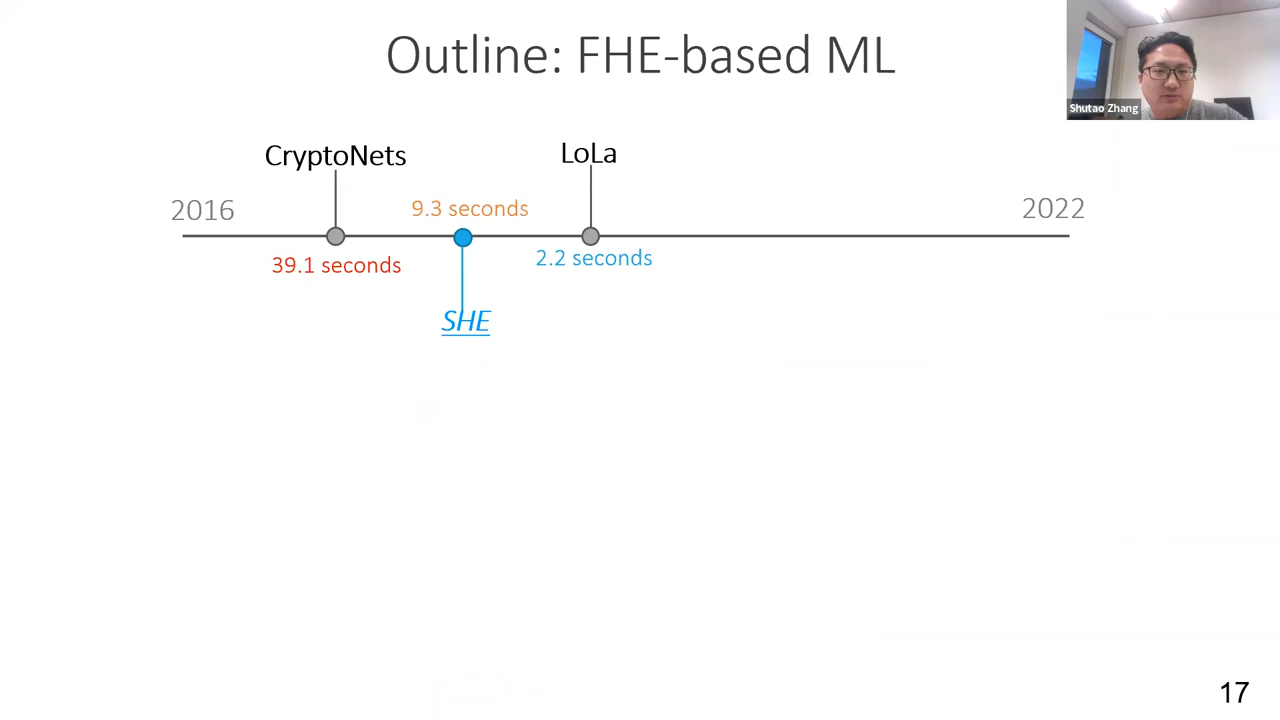 Outline: FHE-based ML
Shutao Zhang
CryptoNets
LoLa
2016
9.3 seconds
2022
39.1 seconds
2.2 seconds
SHE
17